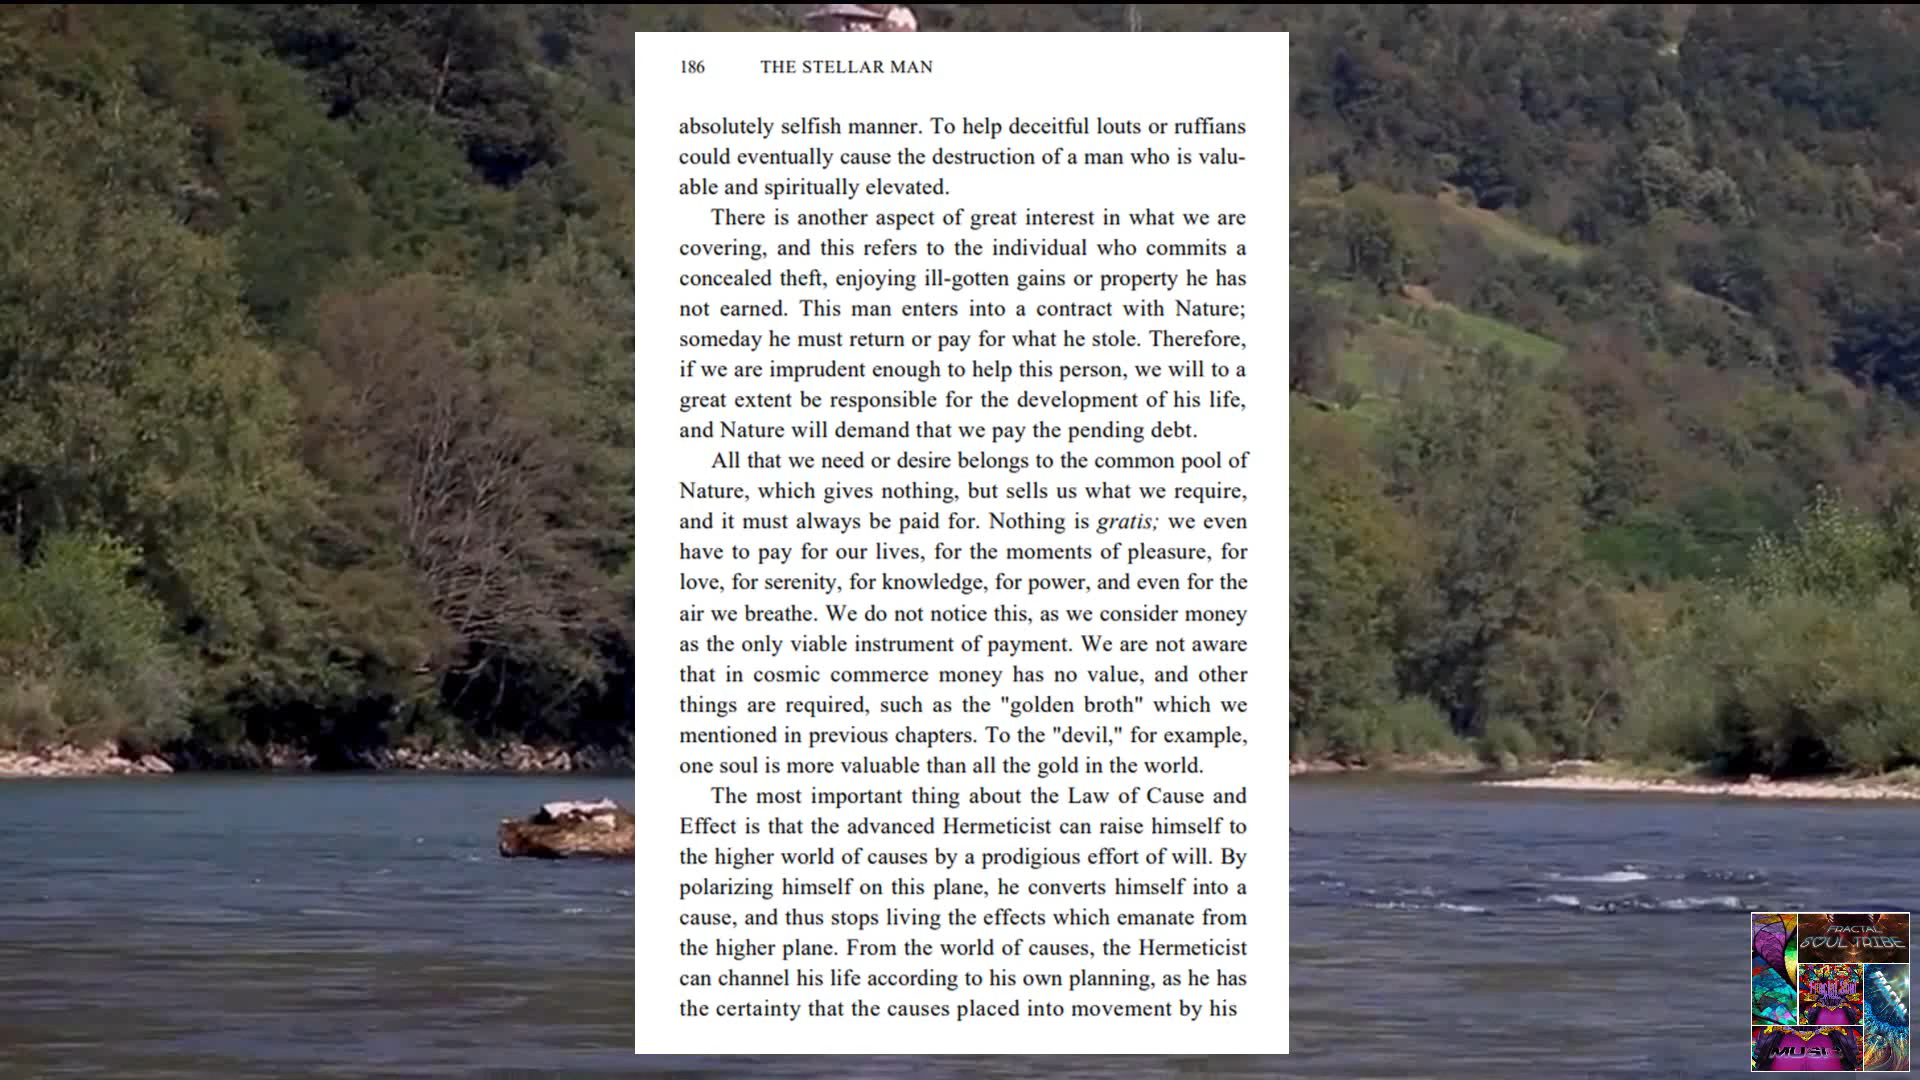 186 THE STELLAR MAN
absolutely selfish manner. To help deceitful louts or ruffians
could eventually cause the destruction of a man who is valu-
able and spiritually elevated.
There is another aspect of great interest in what we are
covering, and this refers to the individual who commits a
concealed theft, enjoying ill-gotten gains or property he has
not earned. This man enters into a contract with Nature;
someday he must return or pay for what he stole. Therefore,
if we are imprudent enough to help this person, we will to a
great extent be responsible for the development of his life,
and Nature will demand that we pay the pending debt.
All that we need or desire belongs to the common pool of
Nature, which gives nothing, but sells us what we require,
and it must always be paid for. Nothing is gratis; we even
have to pay for our lives, for the moments of pleasure, for
love, for serenity, for knowledge, for power, and even for the
air we breathe. We do not notice this, as we consider money
as the only viable instrument of payment. We are not aware
that in cosmic commerce money has no value, and other
things are required, such as the "golden broth" which we
mentioned in previous chapters. To the "devil," for example,
one soul is more valuable than all the gold in the world.
The most important thing about the Law of Cause and
Effect is that the advanced Hermeticist can raise himself to
the higher world of causes by a prodigious effort of will. By
polarizing himself on this plane, he converts himself into a
cause, and thus stops living the effects which emanate from
the higher plane. From the world of causes, the Hermeticist
can channel his life according to his own planning, as he has
the certainty that the causes placed into movement by his
FRACTAL
SOUL TRIBE
Fractal Soul
MUSIC